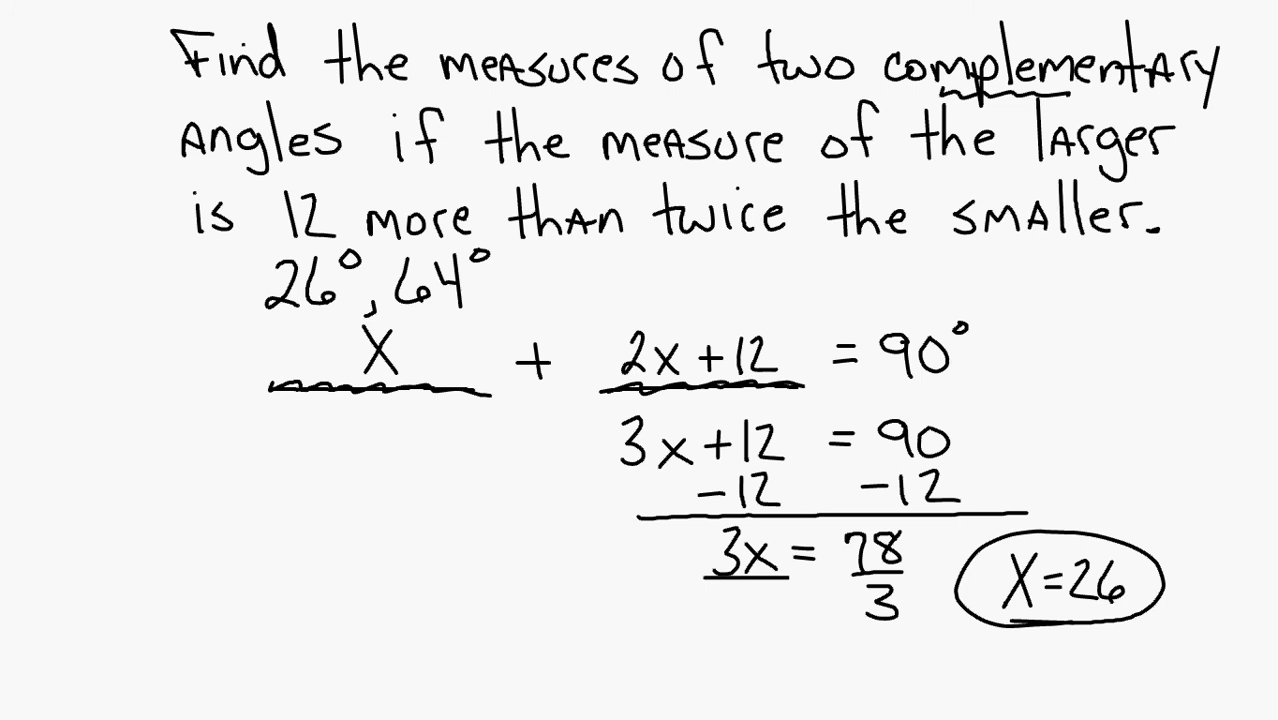 Find the measures of two complementary
angles if the measure of the larger
is 12 more than twice the smaller.
26°, 64°
x + 2x + 12 = 90°
3x + 12 = 90
-12 -12
3x = 78
3
x = 26